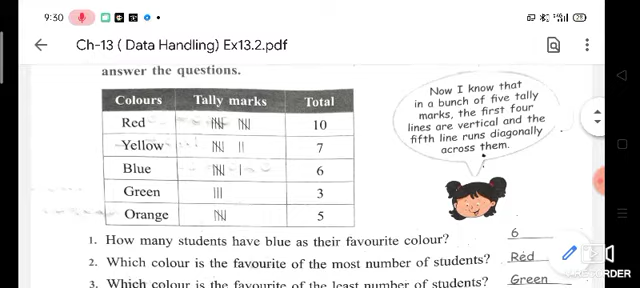 9:30
Ch-13 ( Data Handling) Ex13.2.pdf
answer the questions.
Colours Tally marks Total
Red 10
Yellow 7
Blue 6
Green 3
Orange 5
Now I know that
in a bunch of five tally
marks, the first four
lines are vertical and the
fifth line runs diagonally
across them.
1. How many students have blue as their favourite colour? 6
2. Which colour is the favourite of the most number of students? Red
3. Which colour is the favourite of the least number of students? Green